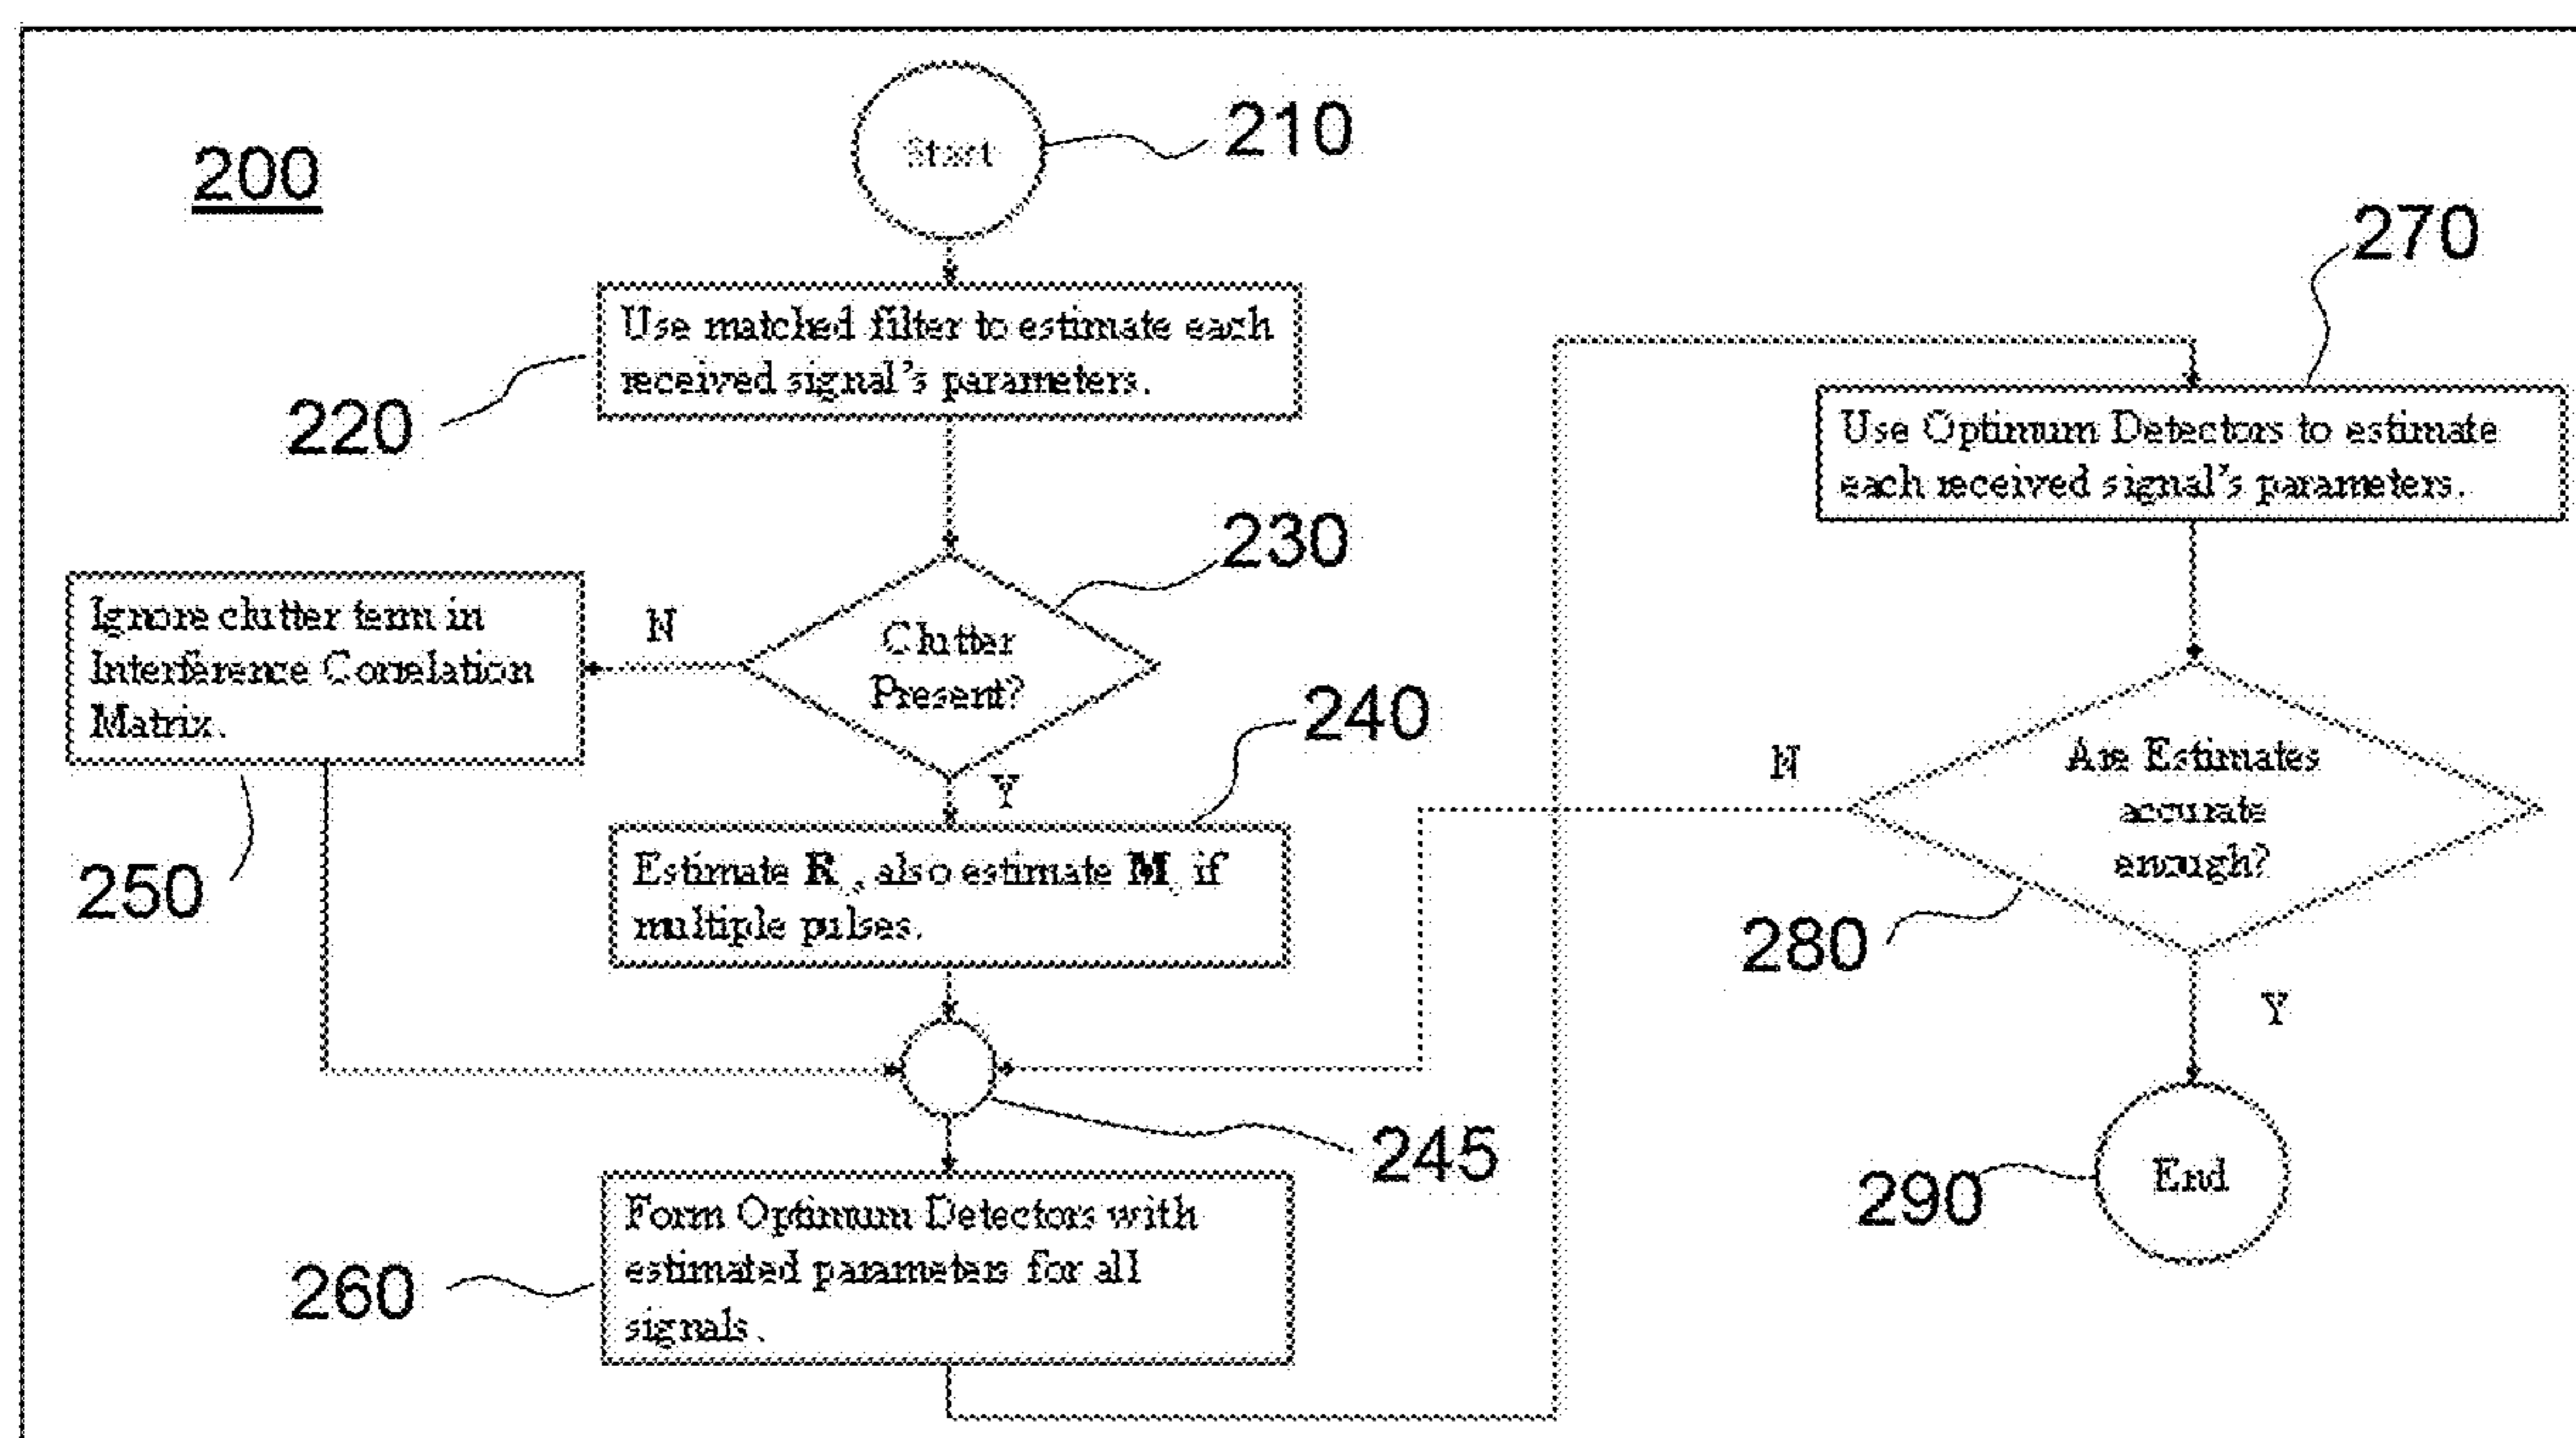 200
Start
210
Use matched filter to estimate each
received signal's parameters.
220
230
Clutter
Present?
N
Y
Ignore clutter term in
Interference Correlation
Matrix.
250
240
Estimate R , also estimate M if
multiple pulses.
245
Form Optimum Detectors with
estimated parameters for all
signals.
260
270
Use Optimum Detectors to estimate
each received signal's parameters.
Are Estimates
accurate
enough?
N
280
Y
290
End